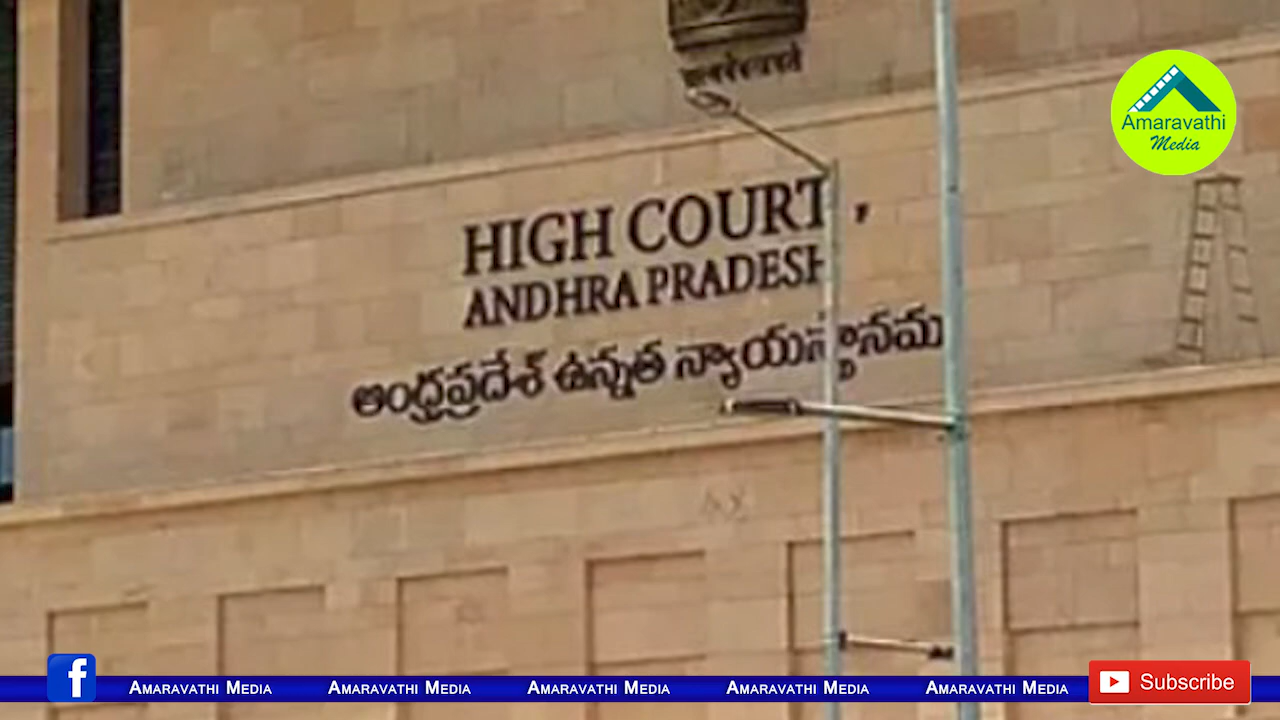 Amaravathi
Media
HIGH COURT,
ANDHRA PRADESH
ఆంధ్రప్రదేశ్ ఉన్నత న్యాయస్థానము
f AMARAVATHI MEDIA AMARAVATHI MEDIA AMARAVATHI MEDIA AMARAVATHI MEDIA AMARAVATHI MEDIA Subscribe